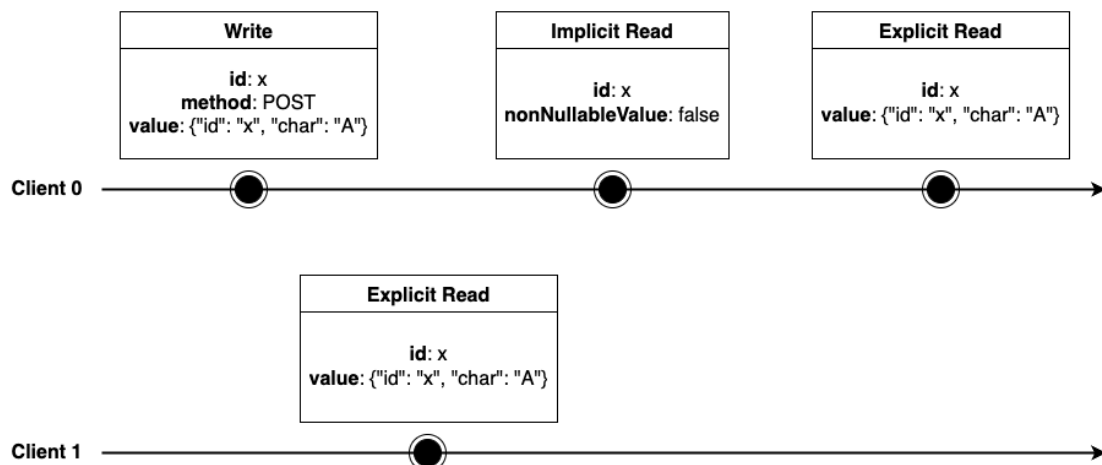 Write
id: x
method: POST
value: {"id": "x", "char": "A"}
Implicit Read
id: x
nonNullableValue: false
Explicit Read
id: x
value: {"id": "x", "char": "A"}
Client 0
Explicit Read
id: x
value: {"id": "x", "char": "A"}
Client 1